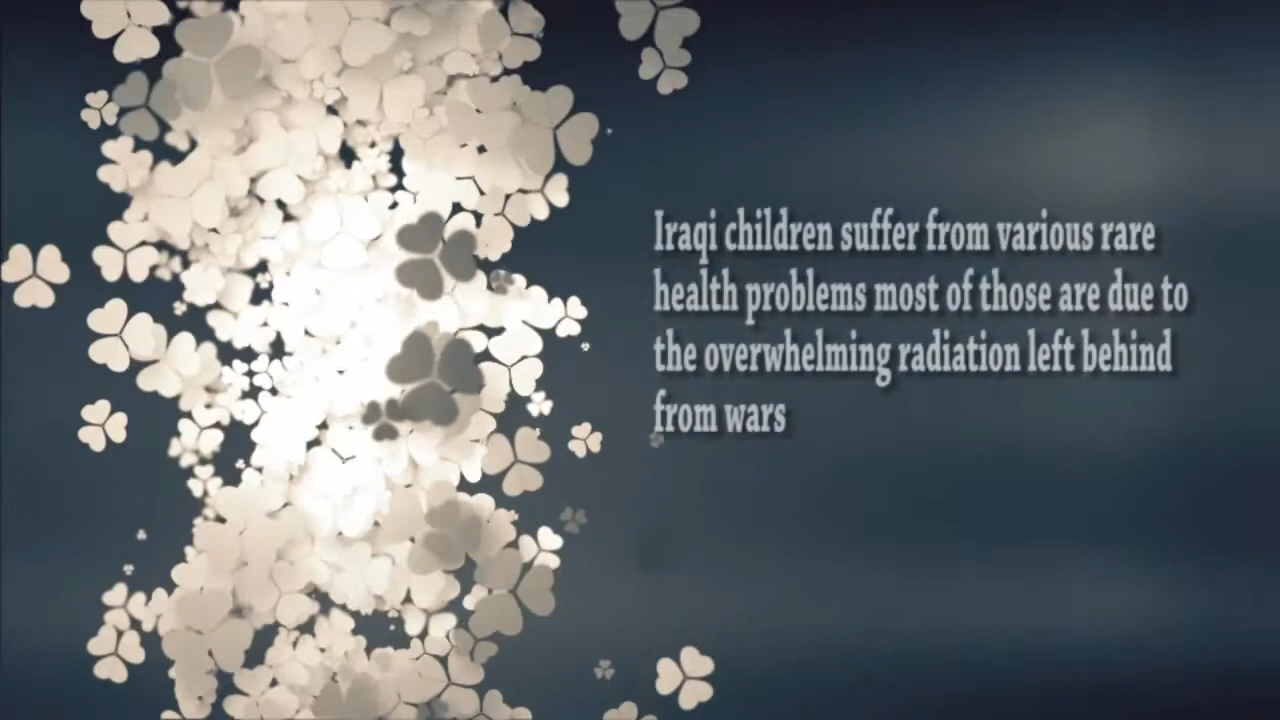 Iraqi children suffer from various rare
health problems most of those are due to
the overwhelming radiation left behind
from wars